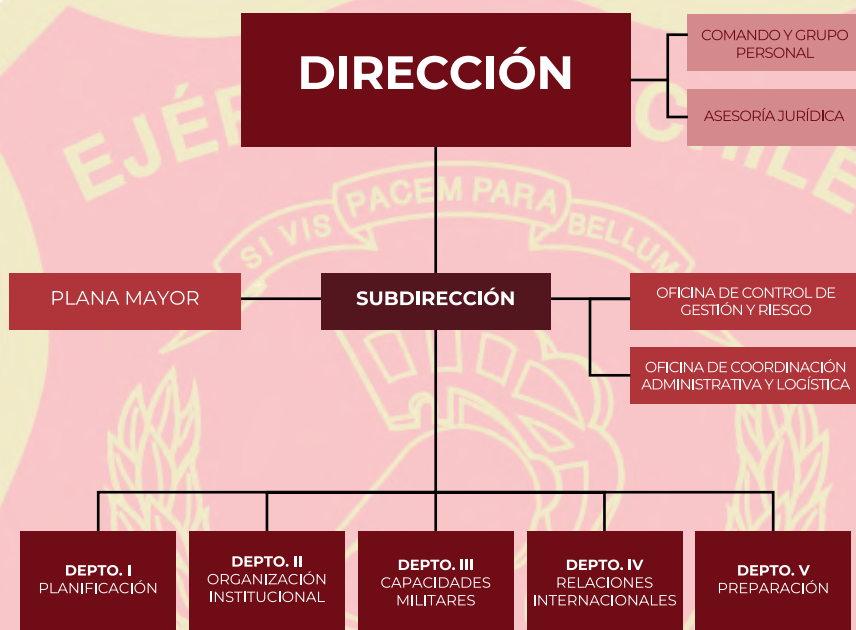 DIRECCIÓN
COMANDO Y GRUPO
PERSONAL
ASESORÍA JURÍDICA
SI VIS PACEM PARA BELLUM
PLANA MAYOR
SUBDIRECCIÓN
OFICINA DE CONTROL DE
GESTIÓN Y RIESGO
OFICINA DE COORDINACIÓN
ADMINISTRATIVA Y LOGÍSTICA
DEPTO. I
PLANIFICACIÓN
DEPTO. II
ORGANIZACIÓN
INSTITUCIONAL
DEPTO. III
CAPACIDADES
MILITARES
DEPTO. IV
RELACIONES
INTERNACIONALES
DEPTO. V
PREPARACIÓN